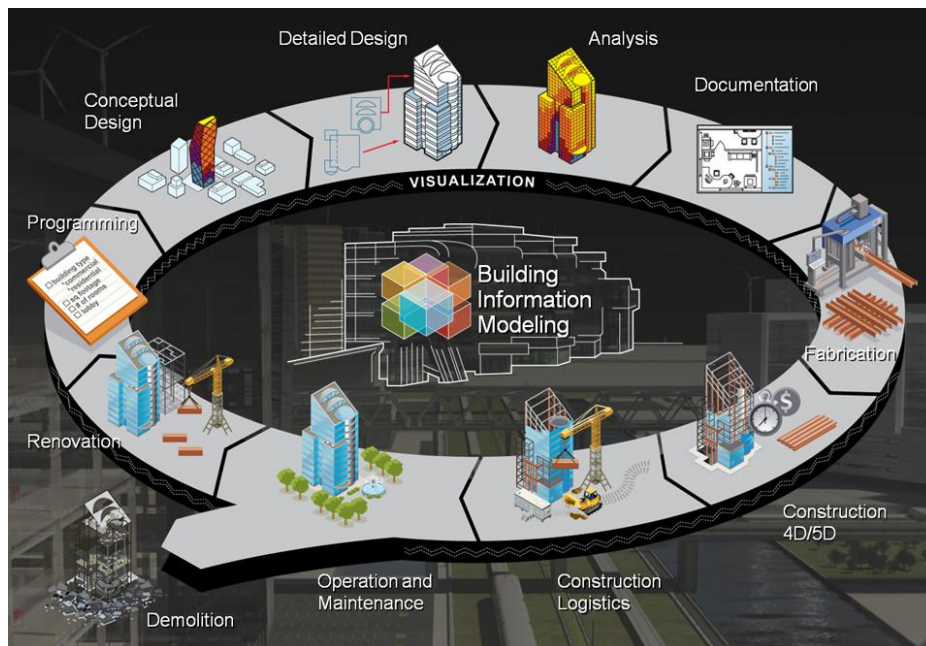 Detailed Design
Analysis
Documentation
Conceptual
Design
VISUALIZATION
Programming
building type
*commercial
*residential
sq footage
# of rooms
lobby
Building
Information
Modeling
Fabrication
$
Renovation
Construction
4D/5D
Operation and
Maintenance
Construction
Logistics
Demolition